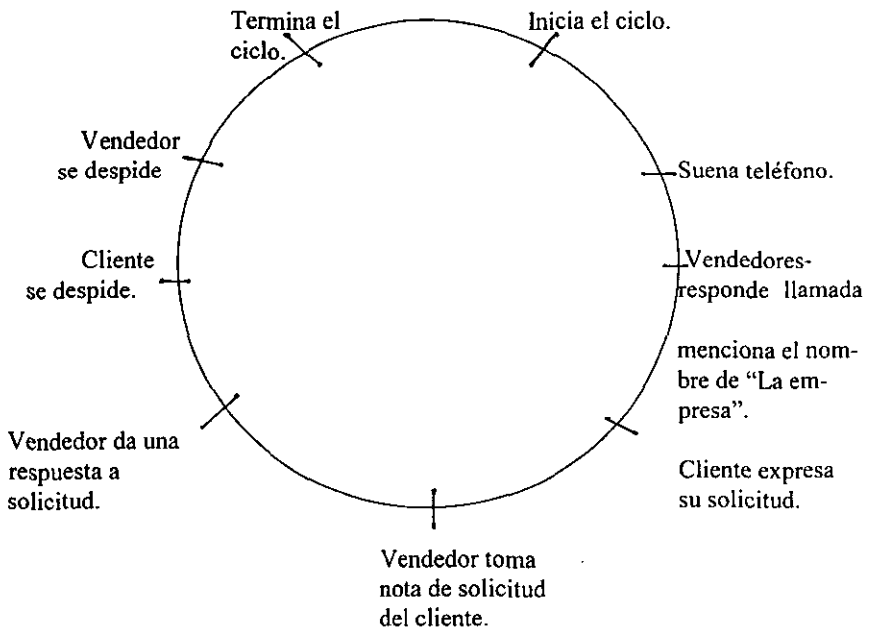 Termina el
ciclo.
Inicia el ciclo.
Vendedor
se despide
Suena teléfono.
Cliente
se despide.
Vendedores-
responde llamada
menciona el nom-
bre de “La em-
presa”.
Vendedor da una
respuesta a
solicitud.
Cliente expresa
su solicitud.
Vendedor toma
nota de solicitud
del cliente.